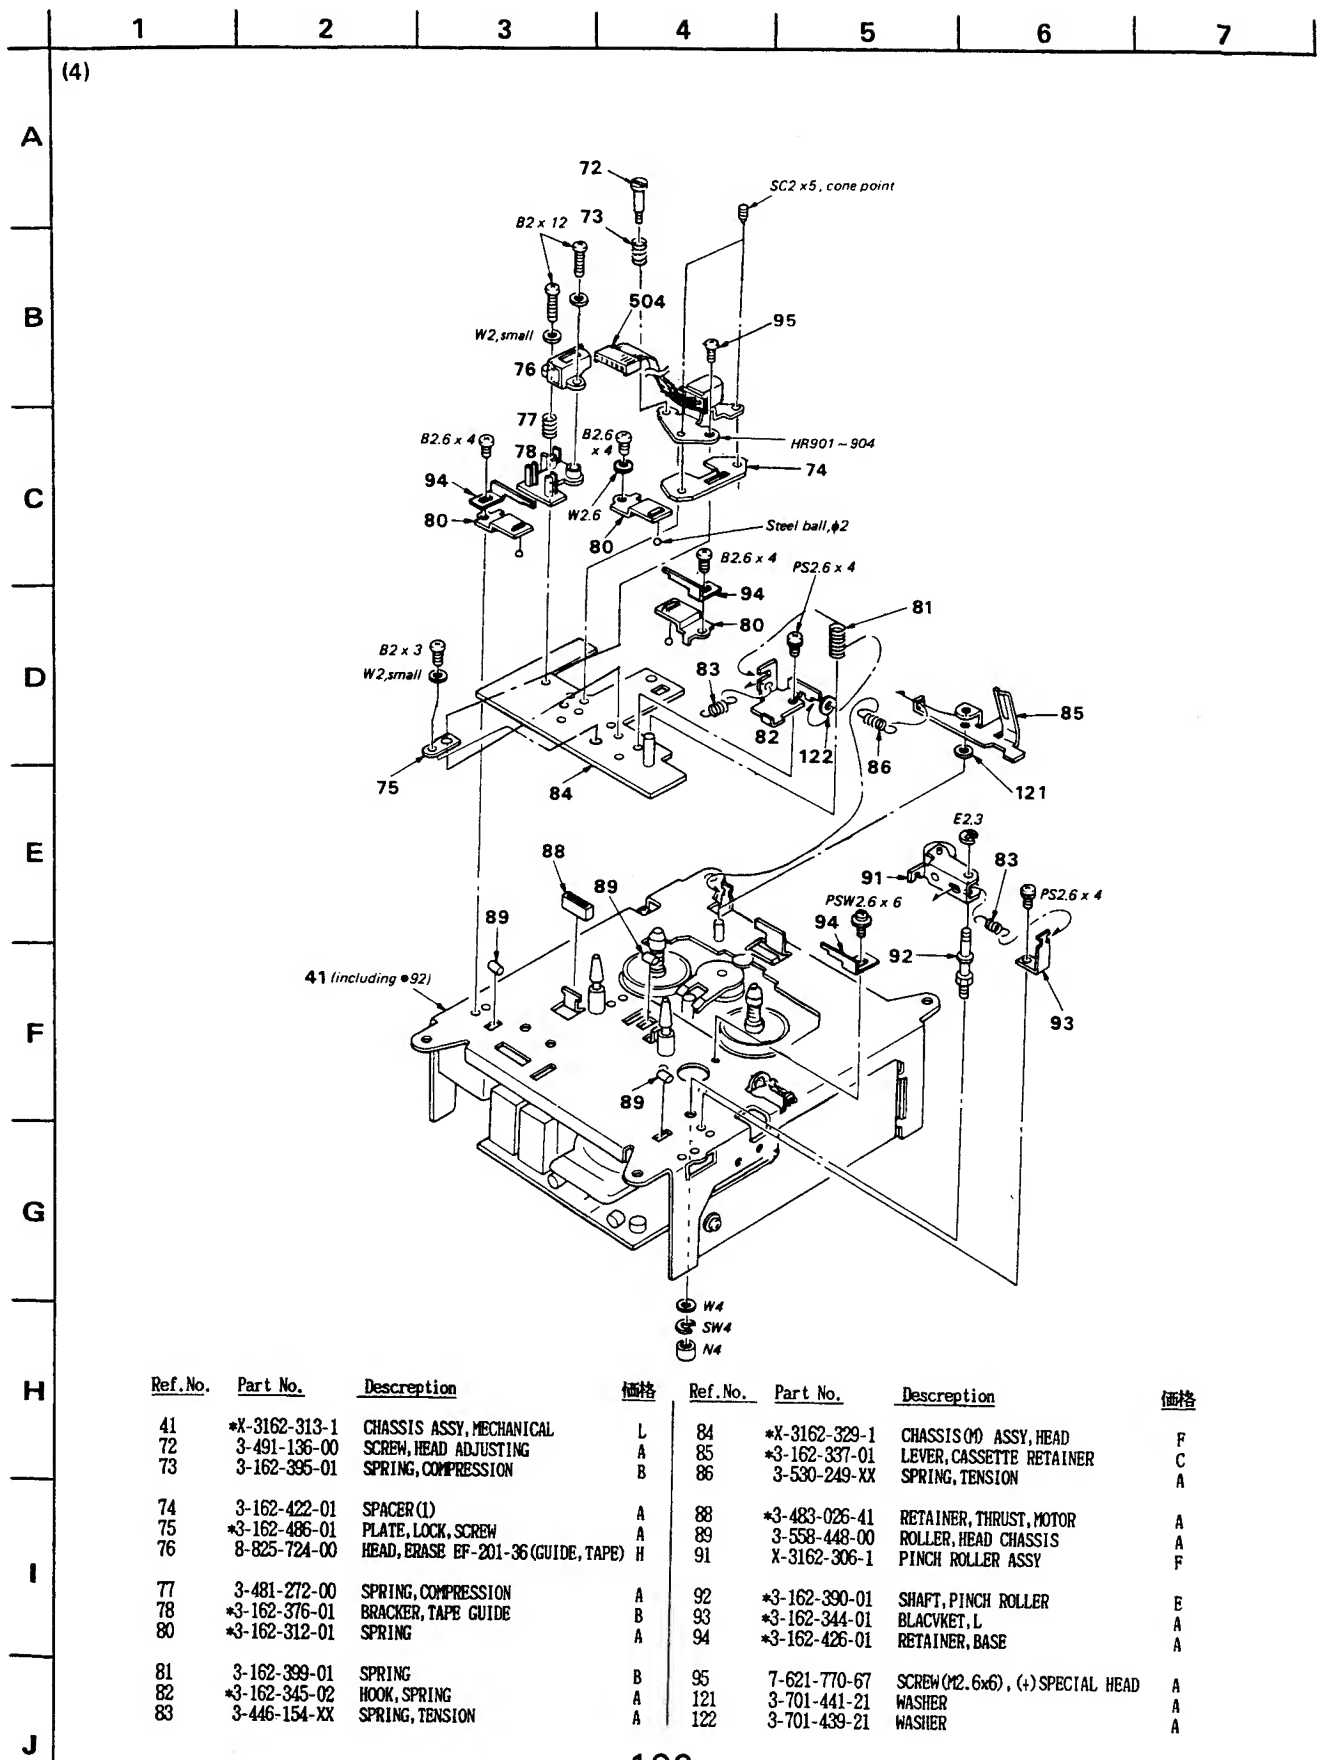 1 2 3 4 5 6 7
(4)
A
72
SC2 x5, cone point
B2 x 12
73
B
504
95
W2,small
76
77
B2.6 x 4
B2.6
x 4
HR901 ~ 904
78
74
94
C
W2.6
80
80
Steel ball,φ2
B2.6 x 4
PS2.6 x 4
94
81
80
B2 x 3
D
W2,small
83
85
82
122
86
75
84
121
E2.3
E
88
83
91
89
PSW2.6 x 6
PS2.6 x 4
89
94
92
41 (including ●92)
F
93
89
G
W4
SW4
N4
H
Ref.No. Part No. Descreption 価格
41 *X-3162-313-1 CHASSIS ASSY,MECHANICAL L
72 3-491-136-00 SCREW,HEAD ADJUSTING A
73 3-162-395-01 SPRING,COMPRESSION B
74 3-162-422-01 SPACER(1) A
75 *3-162-486-01 PLATE,LOCK,SCREW A
76 8-825-724-00 HEAD,ERASE EF-201-36(GUIDE,TAPE) H
I
77 3-481-272-00 SPRING,COMPRESSION A
78 *3-162-376-01 BRACKER,TAPE GUIDE B
80 *3-162-312-01 SPRING A
81 3-162-399-01 SPRING B
82 *3-162-345-02 HOOK,SPRING A
83 3-446-154-XX SPRING,TENSION A
J
Ref.No. Part No. Descreption 価格
84 *X-3162-329-1 CHASSIS(M) ASSY,HEAD F
85 *3-162-337-01 LEVER,CASSETTE RETAINER C
86 3-530-249-XX SPRING,TENSION A
88 *3-483-026-41 RETAINER,THRUST,MOTOR A
89 3-558-448-00 ROLLER,HEAD CHASSIS A
91 X-3162-306-1 PINCH ROLLER ASSY F
92 *3-162-390-01 SHAFT,PINCH ROLLER E
93 *3-162-344-01 BLACVKET,L A
94 *3-162-426-01 RETAINER,BASE A
95 7-621-770-67 SCREW(M2.6x6),(+)SPECIAL HEAD A
121 3-701-441-21 WASHER A
122 3-701-439-21 WASHER A